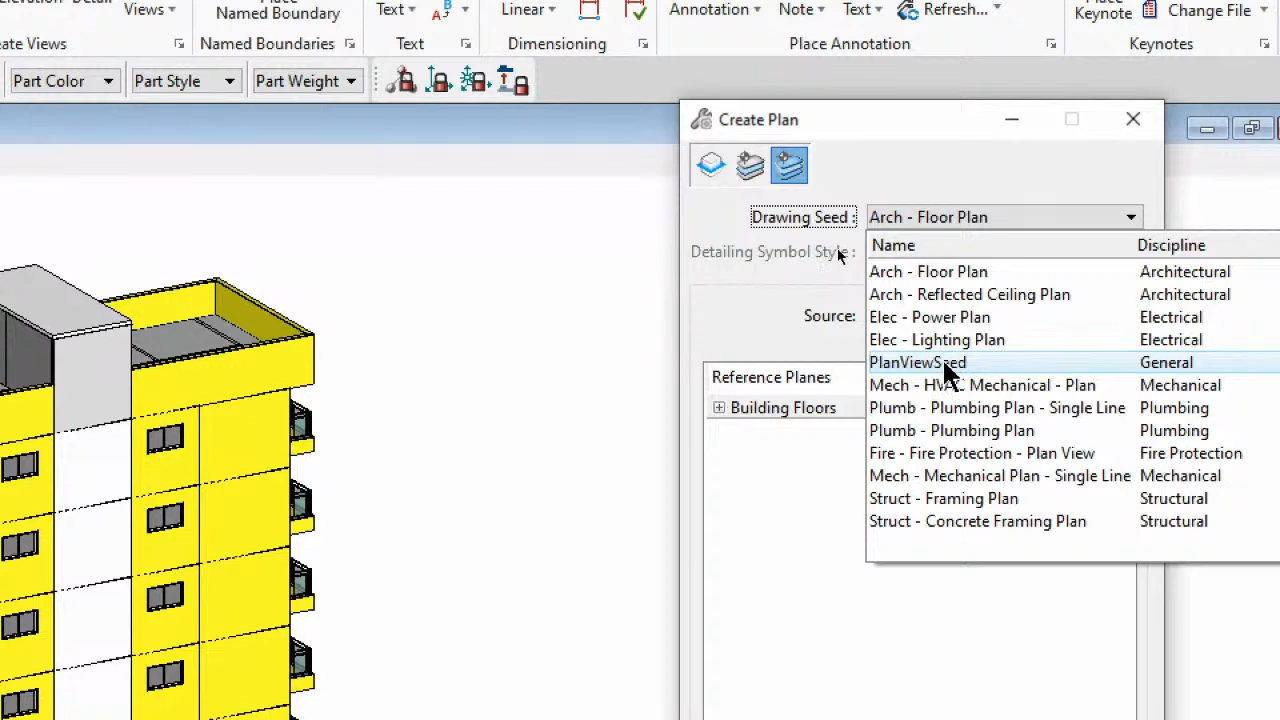 Views
Place
Named Boundary
Text
Linear
Annotation
Note
Text
Refresh...
Place
Keynote
Change File
ate Views
Named Boundaries
Text
Dimensioning
Place Annotation
Keynotes
Part Color
Part Style
Part Weight
Create Plan
Drawing Seed :
Arch - Floor Plan
Detailing Symbol Style :
Name
Discipline
Arch - Floor Plan
Architectural
Arch - Reflected Ceiling Plan
Architectural
Source:
Elec - Power Plan
Electrical
Elec - Lighting Plan
Electrical
PlanViewSeed
General
Reference Planes
Mech - HVAC Mechanical - Plan
Mechanical
Building Floors
Plumb - Plumbing Plan - Single Line
Plumbing
Plumb - Plumbing Plan
Plumbing
Fire - Fire Protection - Plan View
Fire Protection
Mech - Mechanical Plan - Single Line
Mechanical
Struct - Framing Plan
Structural
Struct - Concrete Framing Plan
Structural